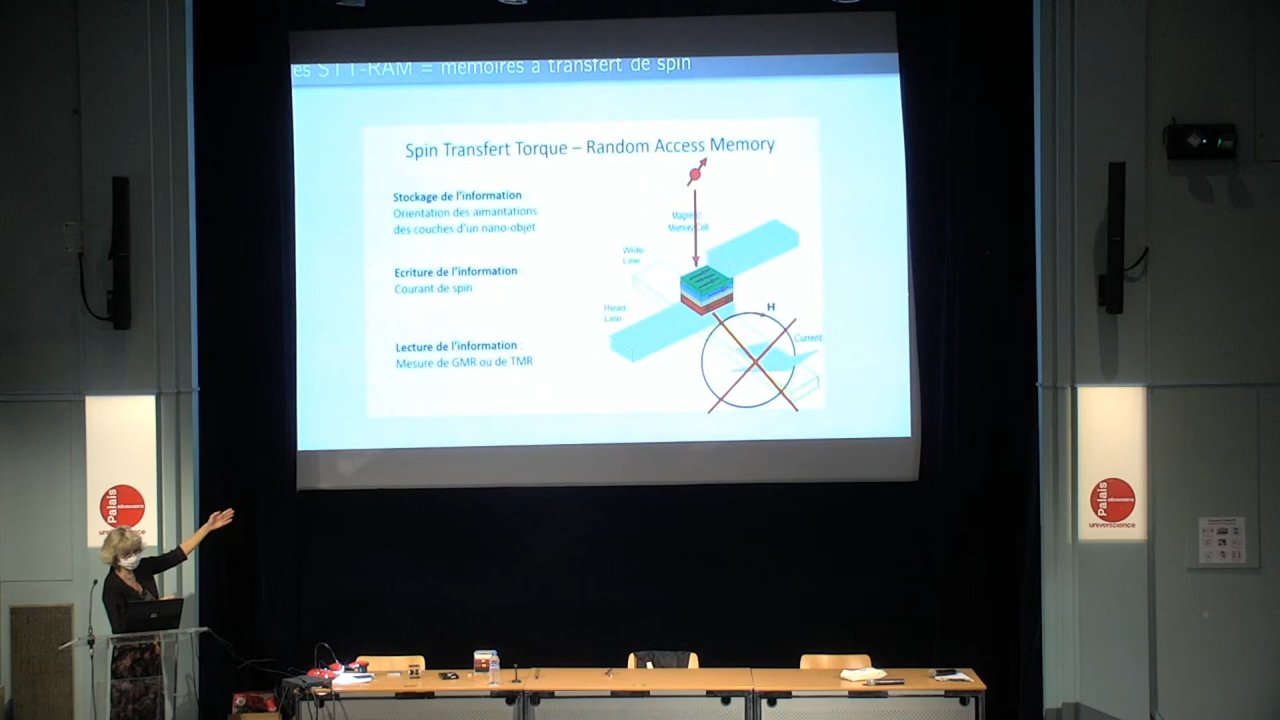 es STT-RAM = mémoires à transfert de spin
Spin Transfert Torque – Random Access Memory
Stockage de l'information
Orientation des aimantations
des couches d'un nano-objet
Ecriture de l'information
Courant de spin
Lecture de l'information :
Mesure de GMR ou de TMR
Magnetic
Memory Cell
Write
Line
Read
Line
H
Current
Palais
DÉCOUVERTE
universcience
Palais
DÉCOUVERTE
universcience